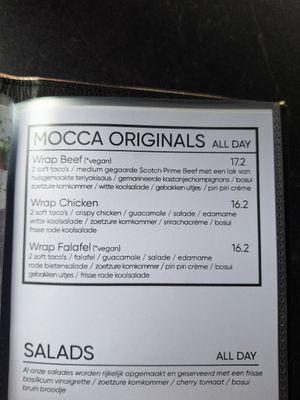 MOCCA ORIGINALS ALL DAY
Wrap Beef (*vegan) 17.2
2 soft taco's / medium gegaarde Scotch Prime Beef met een lak van
huisgemaakte teriyakisaus / gemarineerde kastanjechampignons / bosui
zoetzure komkommer / witte koolsalade / gebakken uitjes / piri piri crème
Wrap Chicken 16.2
2 soft taco's / crispy chicken / guacamole / salade / edamame
witte koolsalade / zoetzure komkommer / srirachacrème / bosui
frisse rode koolsalade
Wrap Falafel (*vegan) 16.2
2 soft taco's / falafel / guacamole / salade / edamame
rode bietensalade / zoetzure komkommer / piri piri crème / bosui
gebakken uitjes / frisse rode koolsalade
SALADS ALL DAY
Al onze salades worden rijkelijk opgemaakt en geserveerd met een frisse
basilicum vinaigrette / zoetzure komkommer / cherry tomaat / bosui
bruin broodje